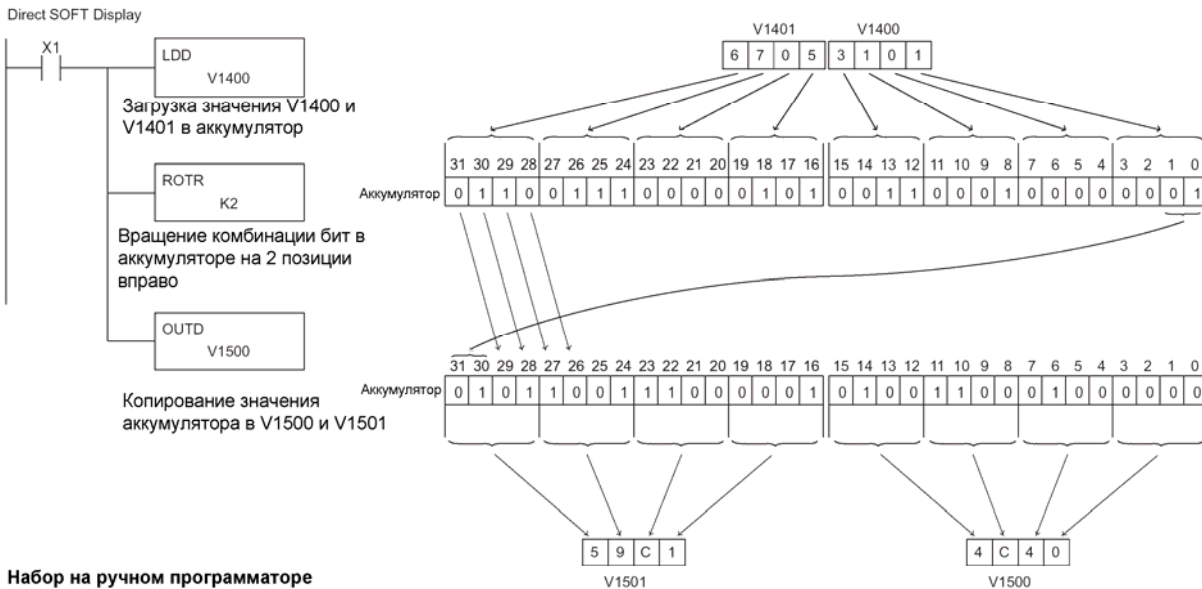 Direct SOFT Display
X1
LDD
V1400
Загрузка значения V1400 и
V1401 в аккумулятор
ROTR
K2
Вращение комбинации бит в
аккумуляторе на 2 позиции
вправо
OUTD
V1500
Копирование значения
аккумулятора в V1500 и V1501
V1401 V1400
6 7 0 5 3 1 0 1
31 30 29 28 27 26 25 24 23 22 21 20 19 18 17 16 15 14 13 12 11 10 9 8 7 6 5 4 3 2 1 0
Аккумулятор 0 1 1 0 0 1 1 1 0 0 0 0 0 1 0 1 0 0 1 1 0 0 0 1 0 0 0 0 0 0 0 1
31 30 29 28 27 26 25 24 23 22 21 20 19 18 17 16 15 14 13 12 11 10 9 8 7 6 5 4 3 2 1 0
Аккумулятор 0 1 0 1 1 0 0 1 1 1 0 0 0 0 0 1 0 1 0 0 1 1 0 0 0 1 0 0 0 0 0 0
5 9 C 1 4 C 4 0
V1501 V1500
Набор на ручном программаторе